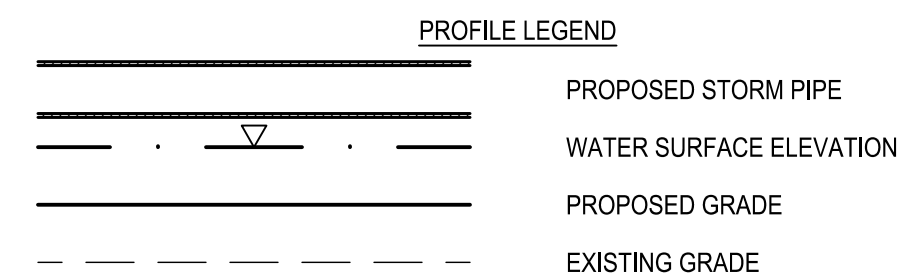 PROFILE LEGEND
PROPOSED STORM PIPE
WATER SURFACE ELEVATION
PROPOSED GRADE
EXISTING GRADE